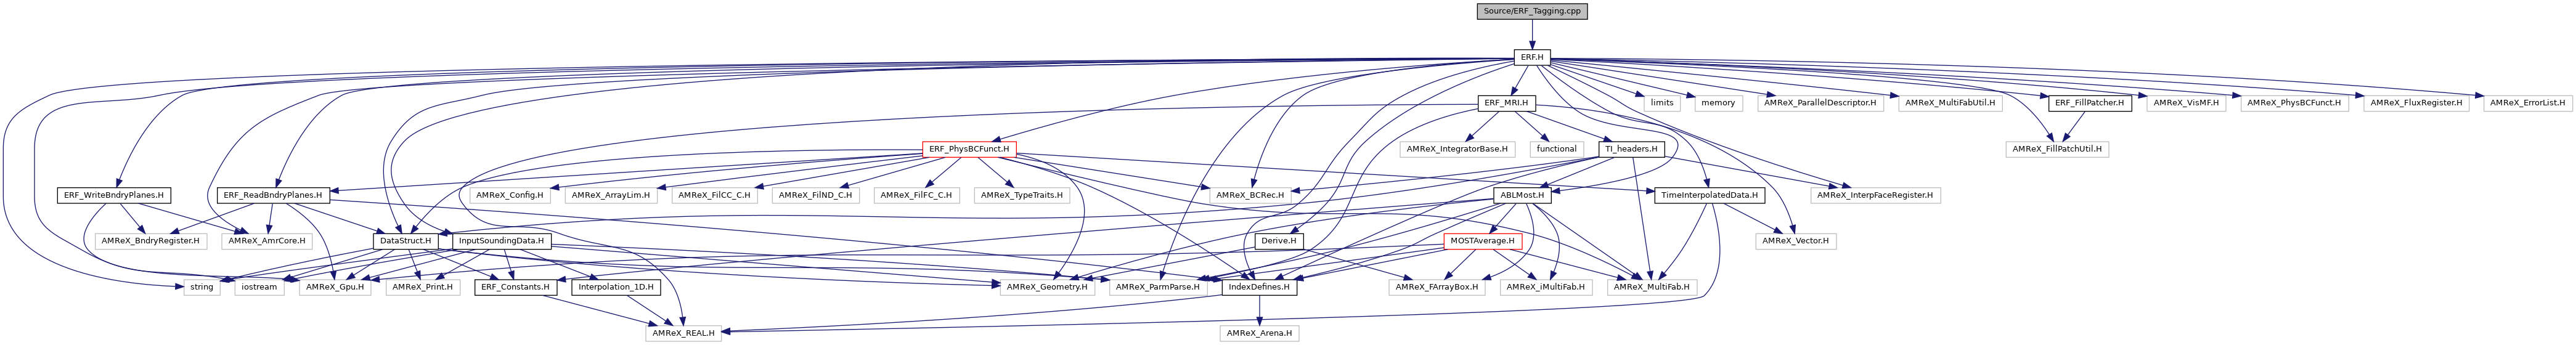 Source/ERF_Tagging.cpp
ERF.H
ERF_MRI.H
limits
memory
AMReX_ParallelDescriptor.H
AMReX_MultiFabUtil.H
ERF_FillPatcher.H
AMReX_VisMF.H
AMReX_PhysBCFunct.H
AMReX_FluxRegister.H
AMReX_ErrorList.H
ERF_PhysBCFunct.H
AMReX_IntegratorBase.H
functional
TI_headers.H
AMReX_FillPatchUtil.H
ERF_WriteBndryPlanes.H
ERF_ReadBndryPlanes.H
AMReX_Config.H
AMReX_ArrayLim.H
AMReX_FilCC_C.H
AMReX_FilND_C.H
AMReX_FilFC_C.H
AMReX_TypeTraits.H
AMReX_BCRec.H
ABLMost.H
TimeInterpolatedData.H
AMReX_InterpFaceRegister.H
AMReX_BndryRegister.H
AMReX_AmrCore.H
DataStruct.H
InputSoundingData.H
Derive.H
MOSTAverage.H
AMReX_Vector.H
string
iostream
AMReX_Gpu.H
AMReX_Print.H
ERF_Constants.H
Interpolation_1D.H
AMReX_Geometry.H
AMReX_ParmParse.H
IndexDefines.H
AMReX_FArrayBox.H
AMReX_iMultiFab.H
AMReX_MultiFab.H
AMReX_REAL.H
AMReX_Arena.H